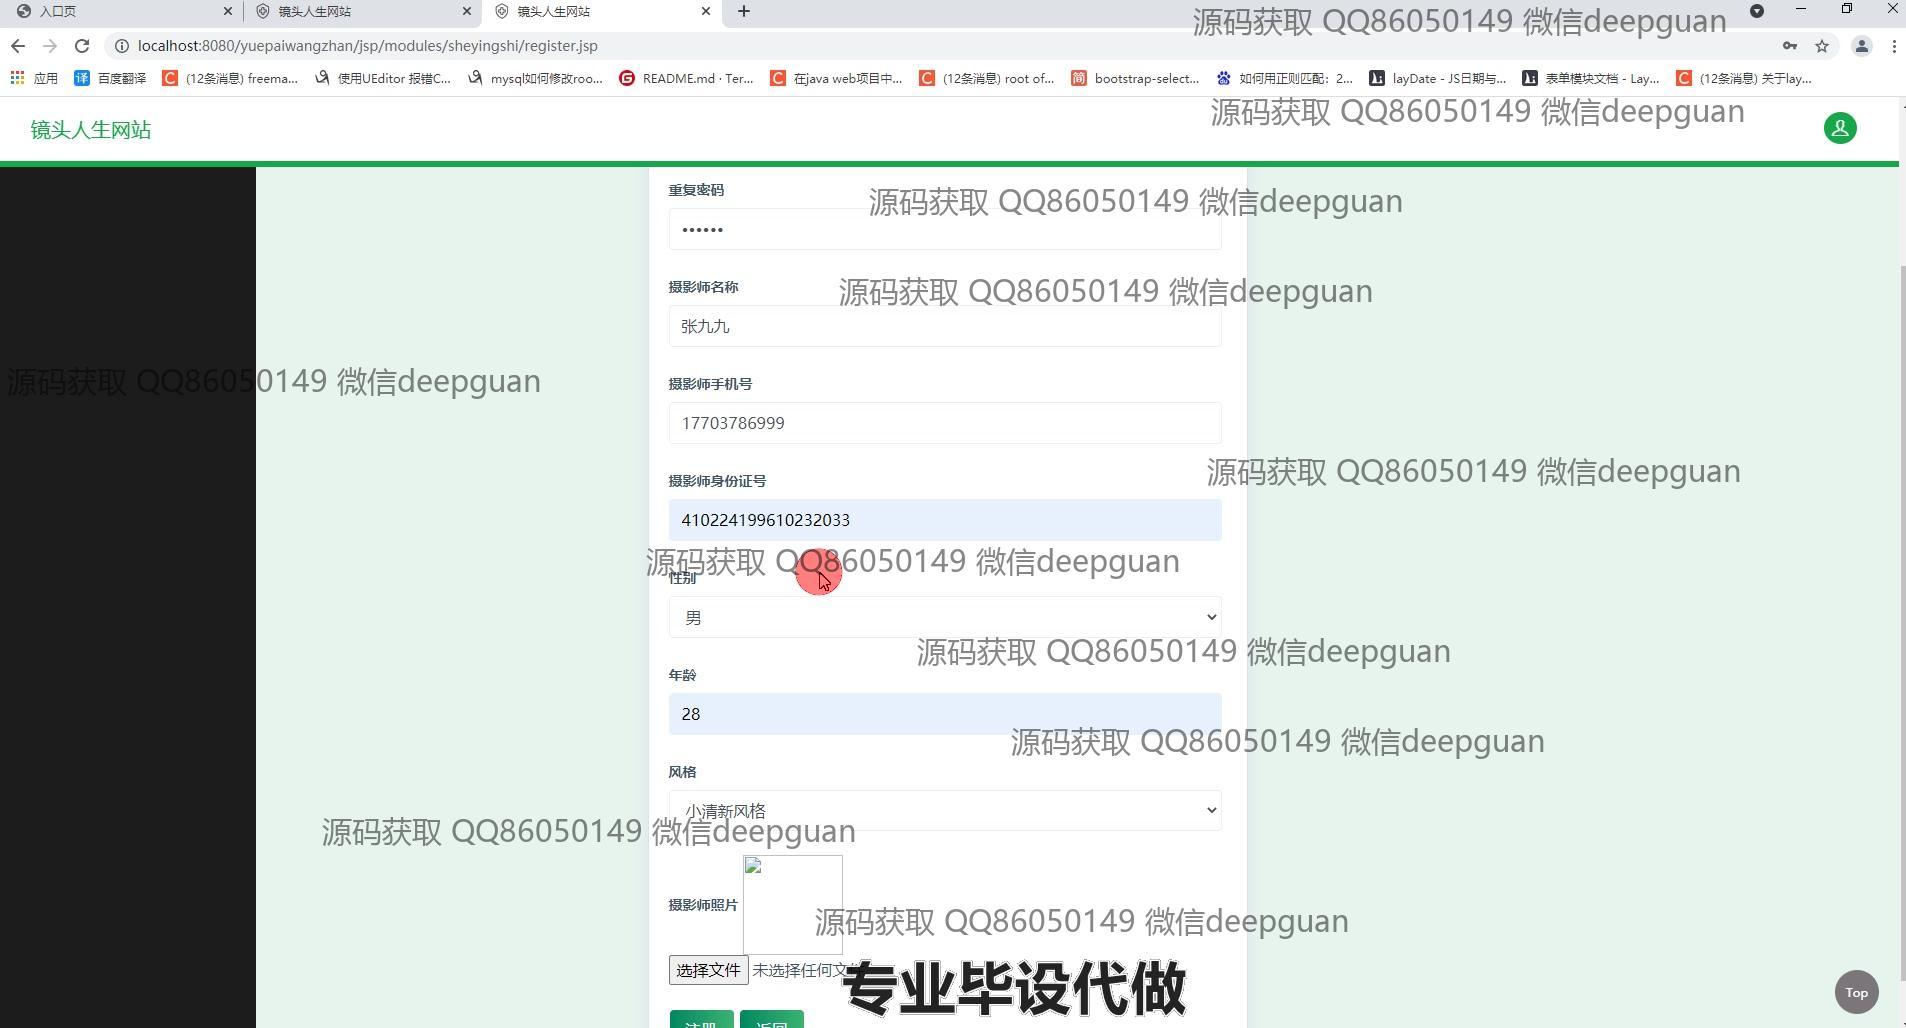 入口页
镜头人生网站
镜头人生网站
源码获取 QQ86050149 微信deepguan
localhost:8080/yuepaiwangzhan/jsp/modules/sheyingshi/register.jsp
应用
译
百度翻译
C
(12条消息) freema...
使用UEditor 报错C...
mysql如何修改roo...
G
README.md · Ter...
C
在java web项目中...
C
(12条消息) root of...
简
bootstrap-select...
如何用正则匹配：2...
layDate - JS日期与...
表单模块文档 - Lay...
C
(12条消息) 关于lay...
源码获取 QQ86050149 微信deepguan
镜头人生网站
重复密码
源码获取 QQ86050149 微信deepguan
••••••
摄影师名称
源码获取 QQ86050149 微信deepguan
张九九
摄影师手机号
源码获取 QQ86050149 微信deepguan
17703786999
摄影师身份证号
源码获取 QQ86050149 微信deepguan
410224199610232033
源码获取 QQ86050149 微信deepguan
性别
男
源码获取 QQ86050149 微信deepguan
年龄
28
源码获取 QQ86050149 微信deepguan
风格
小清新风格
源码获取 QQ86050149 微信deepguan
摄影师照片
源码获取 QQ86050149 微信deepguan
选择文件 未选择任何文件
专业毕设代做
Top
注册
返回